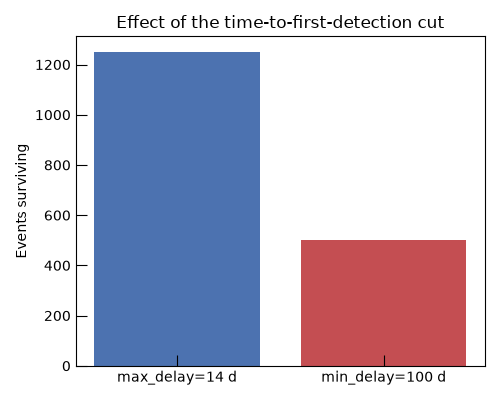 Effect of the time-to-first-detection cut
Events surviving
1200
1000
800
600
400
200
0
max_delay=14 d
min_delay=100 d